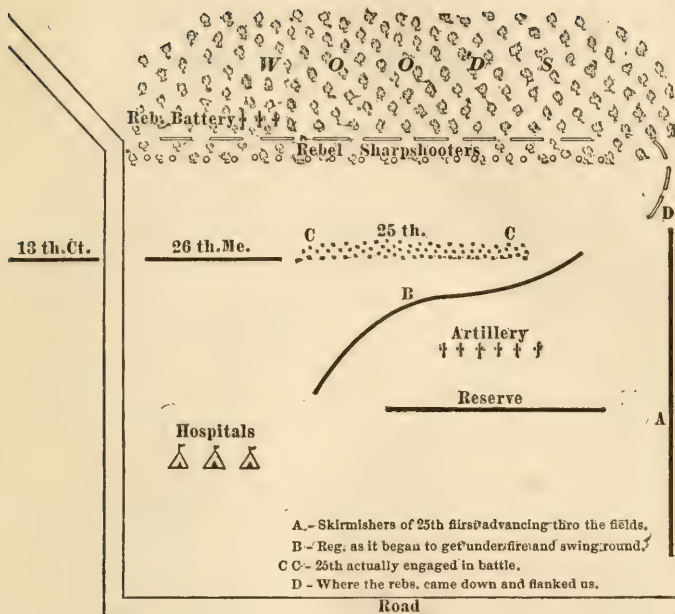 W O O D S
Reb. Battery
Rebel Sharpshooters
D
13 th.Ct.
26 th.Me.
C 25 th. C
B
Artillery
Reserve
A
Hospitals
A.- Skirmishers of 25th first advancing thro the fields.
B - Reg. as it began to get under fire and swing round.
C C - 25th actually engaged in battle.
D - Where the rebs. came down and flanked us.
Road